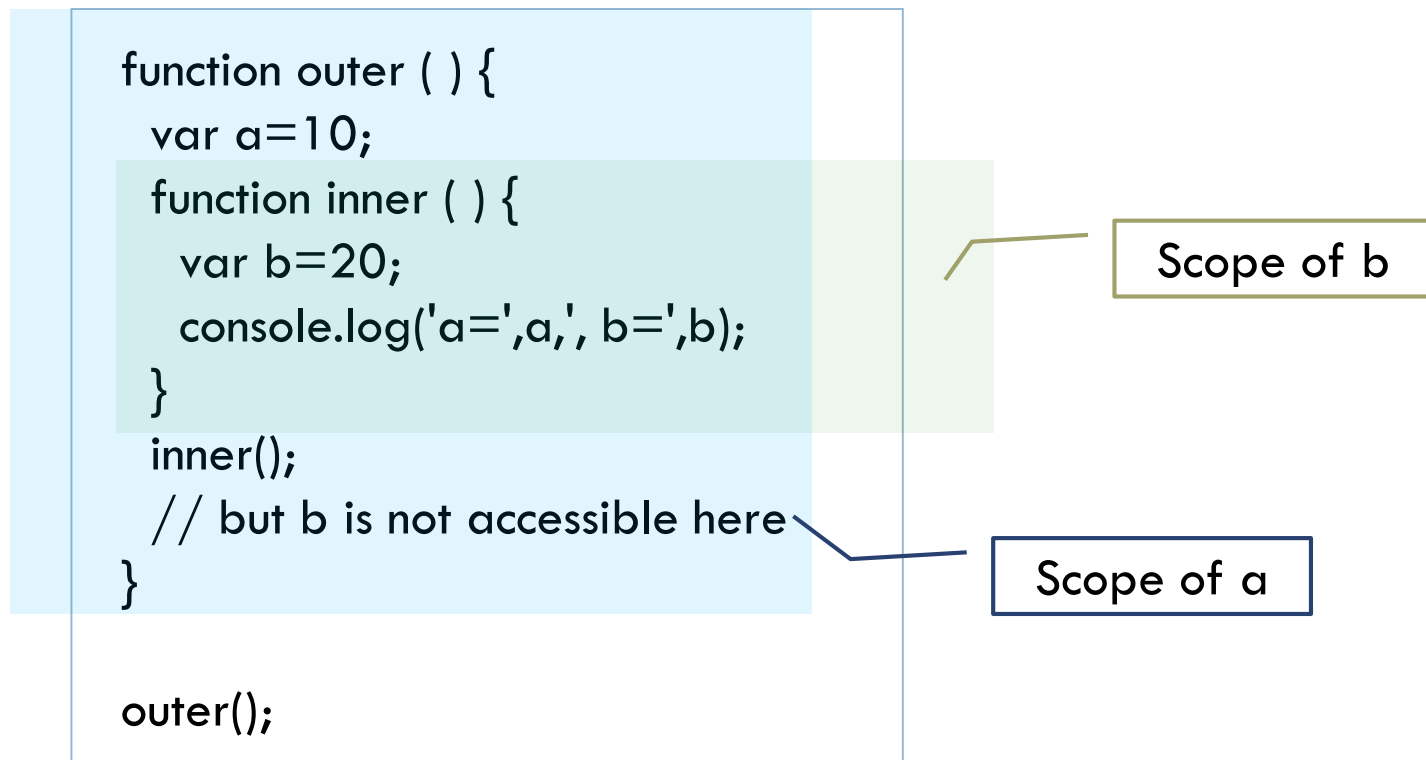 function outer ( ) {
var a=10;
function inner ( ) {
var b=20;
console.log('a=',a,', b=',b);
}
inner();
// but b is not accessible here
}
outer();
Scope of b
Scope of a